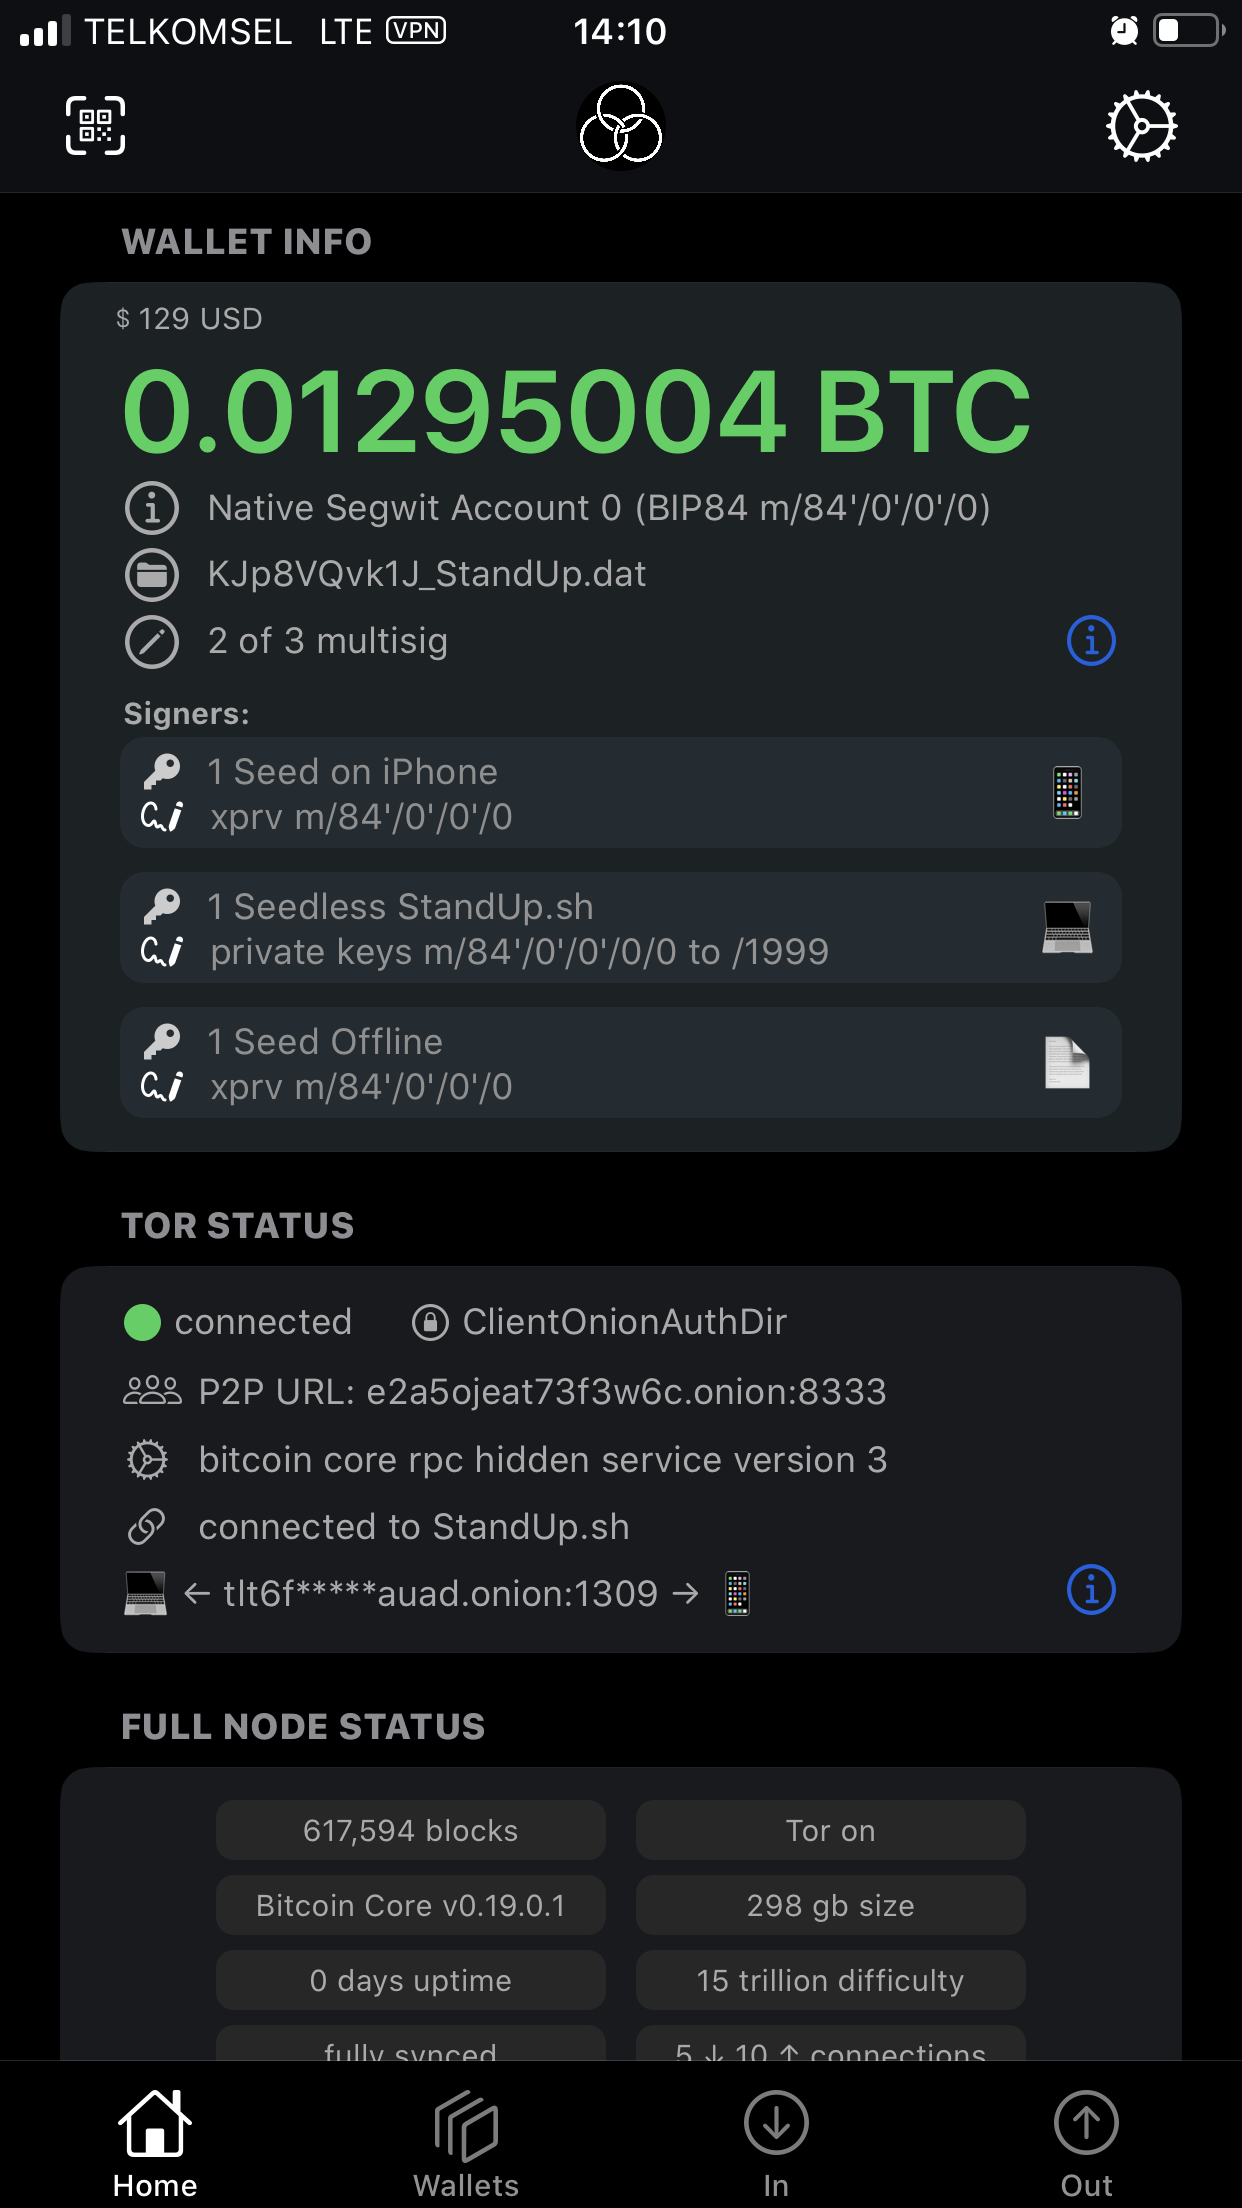 TELKOMSEL LTE VPN 14:10
WALLET INFO
$ 129 USD
0.01295004 BTC
Native Segwit Account 0 (BIP84 m/84'/0'/0'/0)
KJp8VQvk1J_StandUp.dat
2 of 3 multisig
Signers:
1 Seed on iPhone
xprv m/84'/0'/0'/0
1 Seedless StandUp.sh
private keys m/84'/0'/0'/0/0 to /1999
1 Seed Offline
xprv m/84'/0'/0'/0
TOR STATUS
connected ClientOnionAuthDir
P2P URL: e2a5ojeat73f3w6c.onion:8333
bitcoin core rpc hidden service version 3
connected to StandUp.sh
← tlt6f*****auad.onion:1309 →
FULL NODE STATUS
617,594 blocks Tor on
Bitcoin Core v0.19.0.1 298 gb size
0 days uptime 15 trillion difficulty
fully synced 5 ↓ 10 ↑ connections
Home Wallets In Out